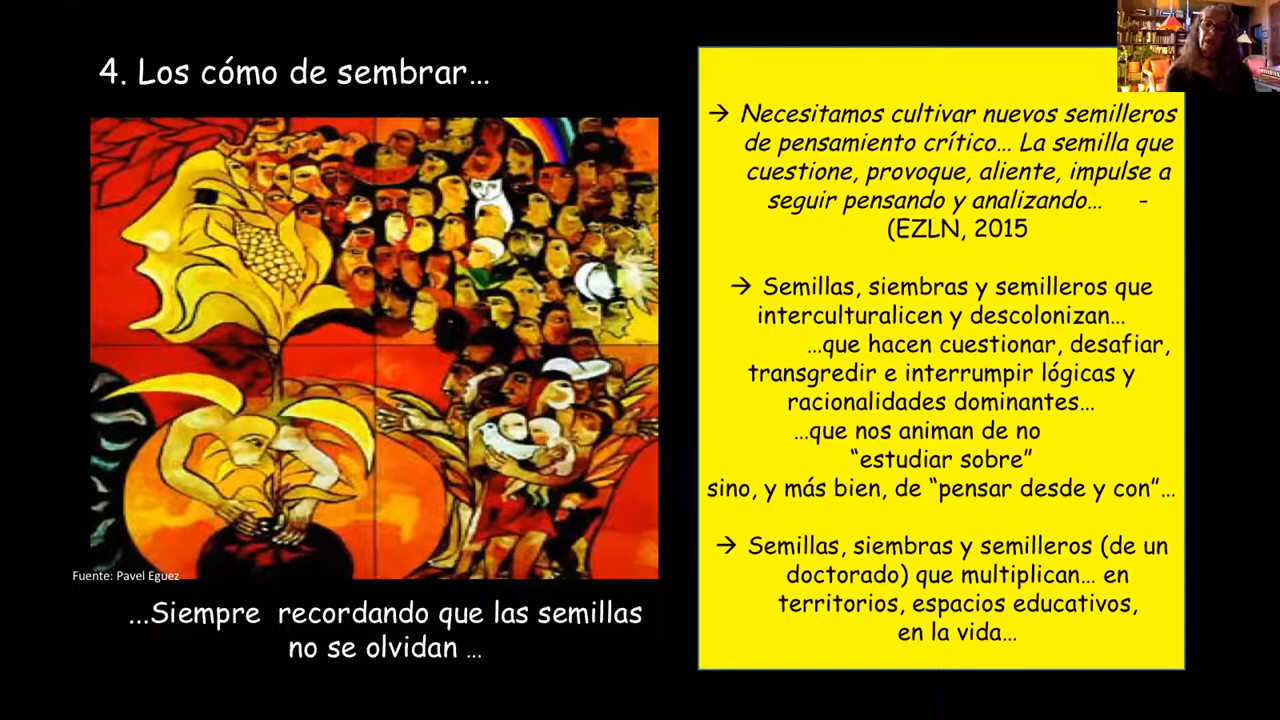 4. Los cómo de sembrar…
Fuente: Pavel Eguez
...Siempre recordando que las semillas
no se olvidan …
→ Necesitamos cultivar nuevos semilleros
de pensamiento crítico… La semilla que
cuestione, provoque, aliente, impulse a
seguir pensando y analizando… -
(EZLN, 2015
→ Semillas, siembras y semilleros que
interculturalicen y descolonizan…
…que hacen cuestionar, desafiar,
transgredir e interrumpir lógicas y
racionalidades dominantes…
…que nos animan de no
“estudiar sobre”
sino, y más bien, de “pensar desde y con”…
→ Semillas, siembras y semilleros (de un
doctorado) que multiplican… en
territorios, espacios educativos,
en la vida…